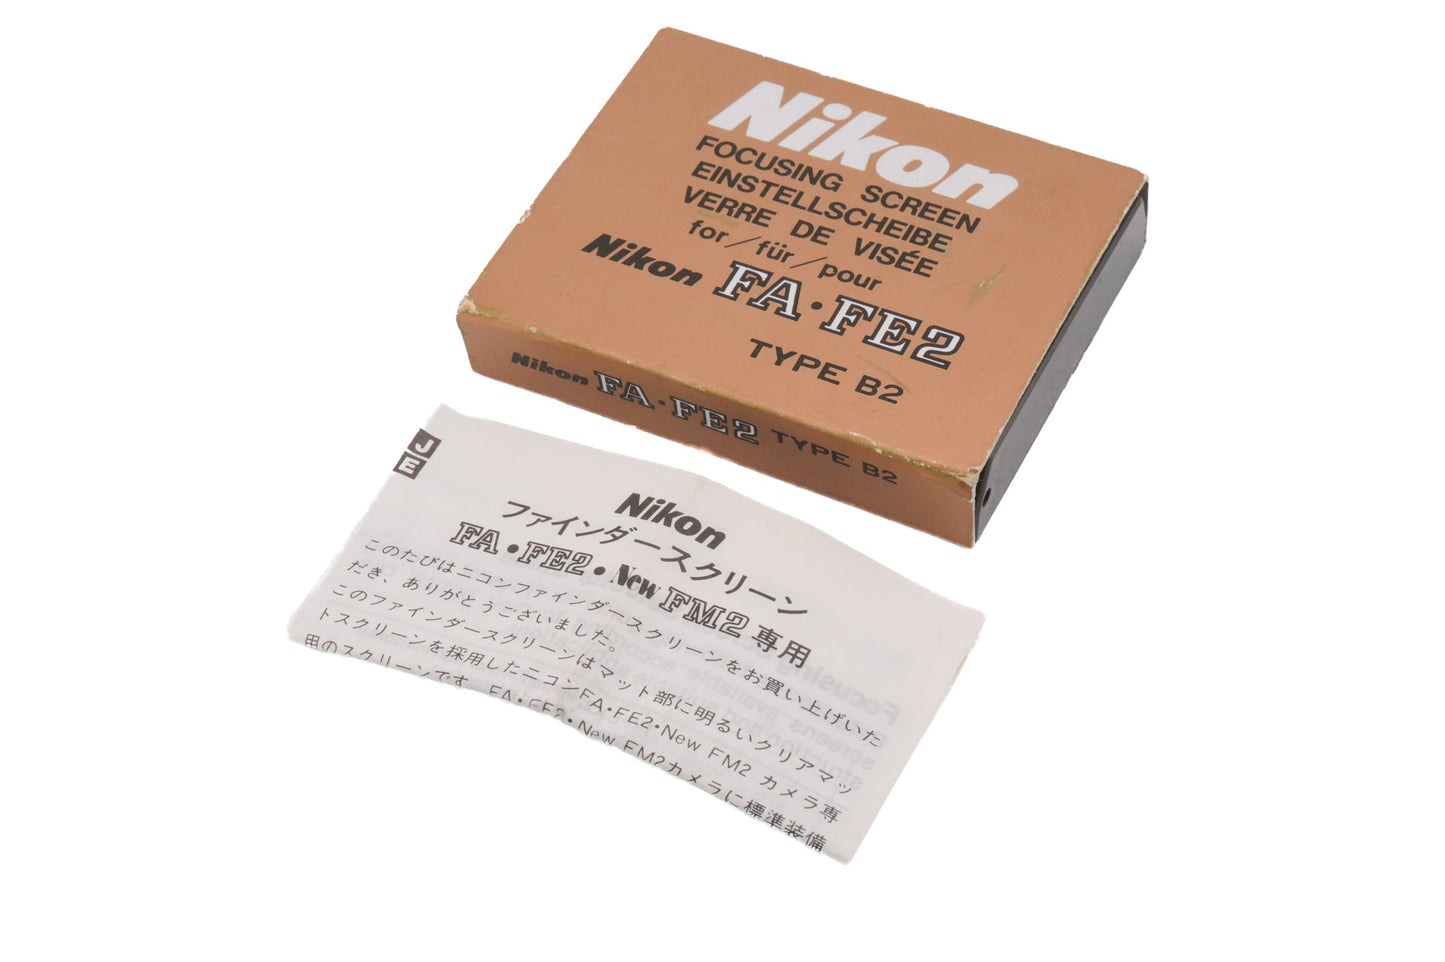 Nikon
FOCUSING SCREEN
EINSTELLSCHEIBE
VERRE DE VISÉE
for/für/pour
Nikon FA・FE2
TYPE B2
Nikon FA・FE2 TYPE B2
J
E
Nikon
ファインダースクリーン
FA・FE2・New FM2 専用
このたびはニコンファインダースクリーンをお買い上げいた
だき、ありがとうございました。
このファインダースクリーンはマット部に明るいクリアマッ
トスクリーンを採用したニコンFA・FE2・New FM2 カメラ専
用のスクリーンです。FA・FE2・New FM2カメラに標準装備